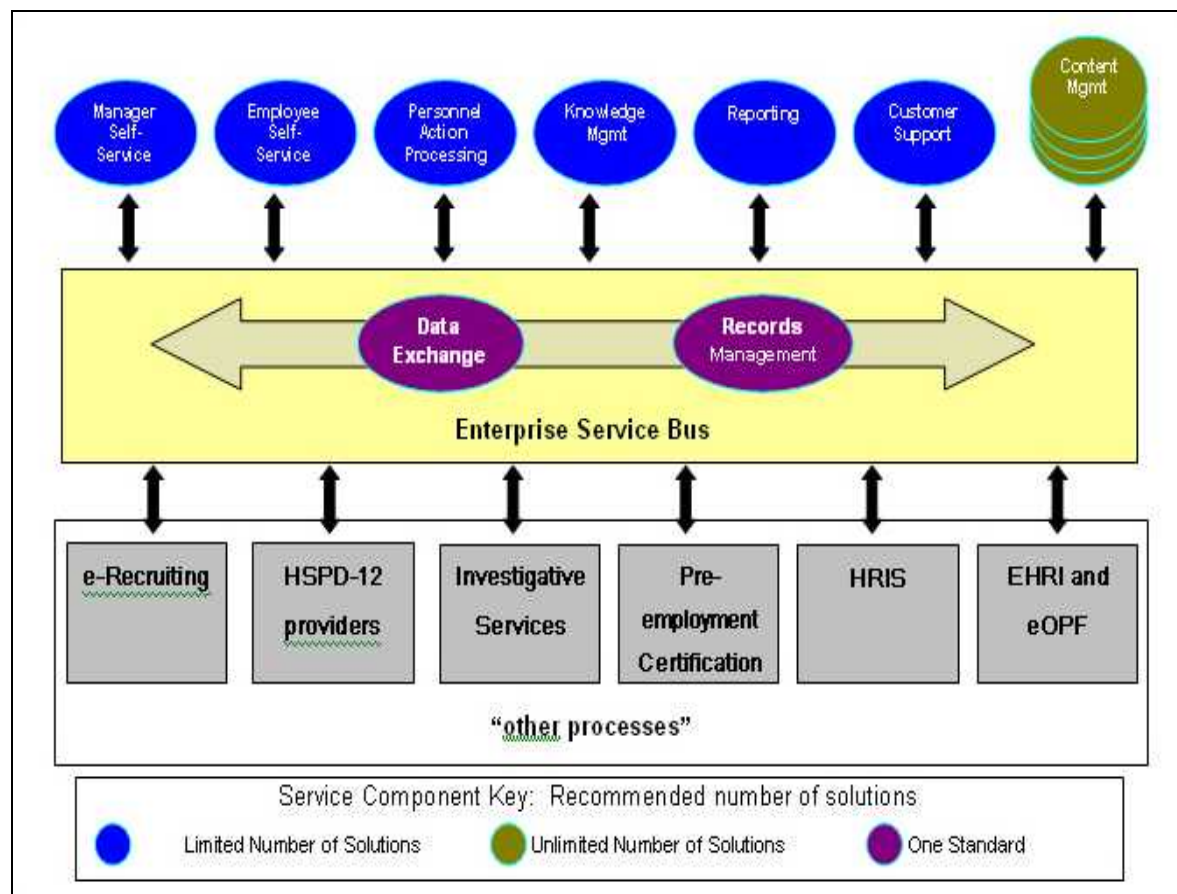 Manager
Self-
Service
Employee
Self-
Service
Personnel
Action
Processing
Knowledge
Mgmt
Reporting
Customer
Support
Content
Mgmt
Data
Exchange
Records
Management
Enterprise Service Bus
e-Recruiting
HSPD-12
providers
Investigative
Services
Pre-
employment
Certification
HRIS
EHRI and
eOPF
“other processes”
Service Component Key: Recommended number of solutions
Limited Number of Solutions
Unlimited Number of Solutions
One Standard